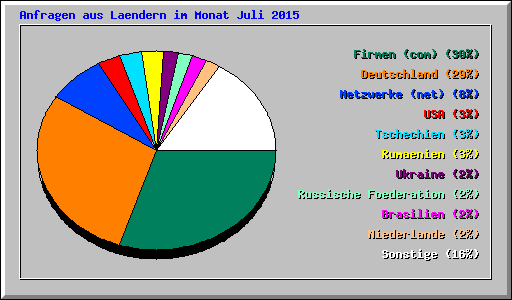 Anfragen aus Laendern im Monat Juli 2015
Firmen (com) (30%)
Deutschland (29%)
Netzwerke (net) (8%)
USA (3%)
Tschechien (3%)
Rumaenien (3%)
Ukraine (2%)
Russische Foederation (2%)
Brasilien (2%)
Niederlande (2%)
Sonstige (16%)